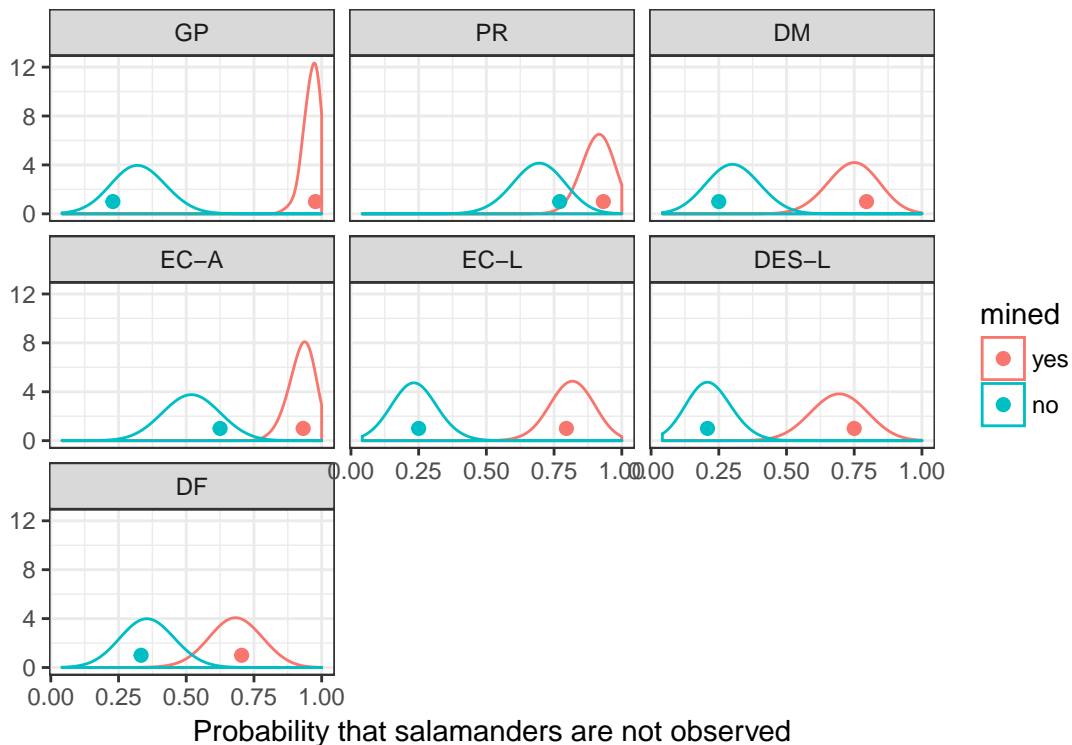 GP PR DM
12
8
4
0
EC−A EC−L DES−L
12
8
4
0
0.00 0.25 0.50 0.75 1.00 0.00 0.25 0.50 0.75 1.00
DF
12
8
4
0
0.00 0.25 0.50 0.75 1.00
Probability that salamanders are not observed
mined
yes
no